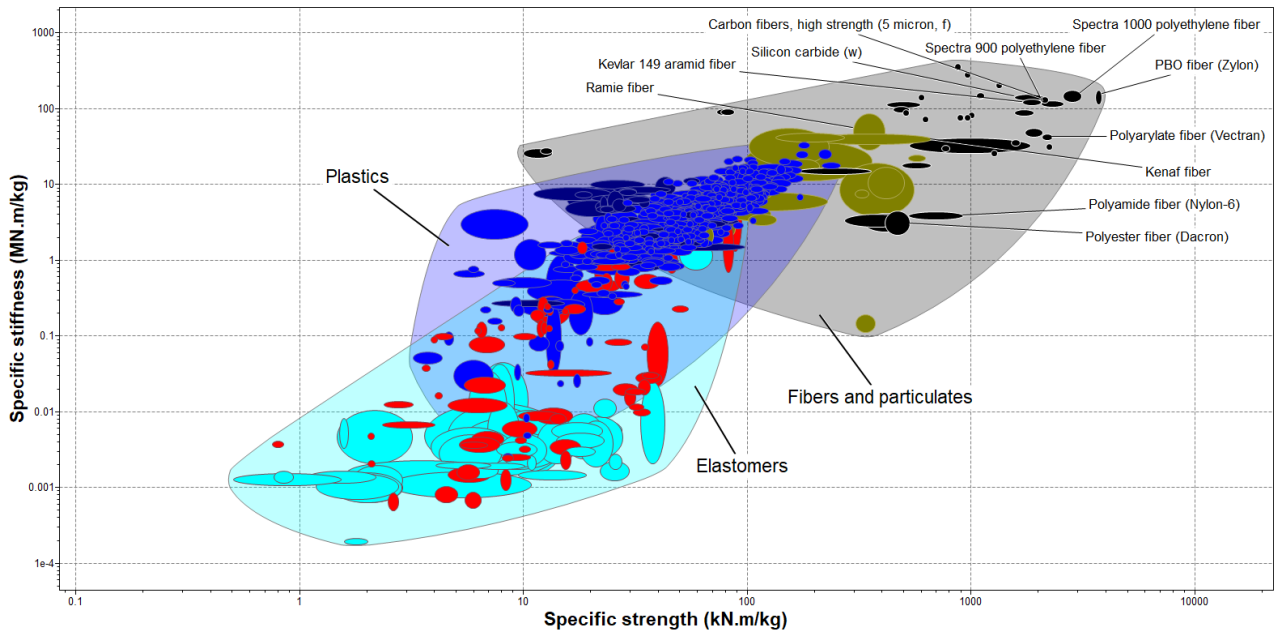 Specific stiffness (MN.m/kg)
1000
100
10
1
0.1
0.01
0.001
1e-4
Carbon fibers, high strength (5 micron, f)
Spectra 1000 polyethylene fiber
Silicon carbide (w)
Spectra 900 polyethylene fiber
Kevlar 149 aramid fiber
PBO fiber (Zylon)
Ramie fiber
Polyarylate fiber (Vectran)
Kenaf fiber
Plastics
Polyamide fiber (Nylon-6)
Polyester fiber (Dacron)
Fibers and particulates
Elastomers
0.1
1
10
100
1000
10000
Specific strength (kN.m/kg)